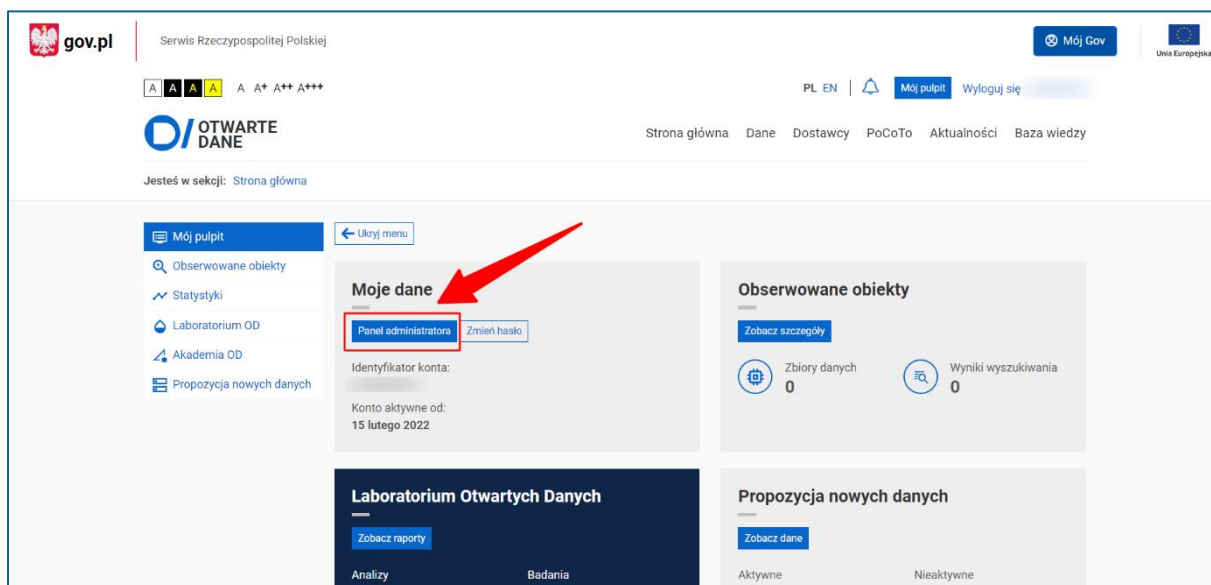 gov.pl
Serwis Rzeczypospolitej Polskiej
Mój Gov
Unia Europejska
A A A A A A+ A++ A+++
PL EN
Mój pulpit
Wyloguj się
OTWARTE
DANE
Strona główna Dane Dostawcy PoCoTo Aktualności Baza wiedzy
Jesteś w sekcji: Strona główna
Mój pulpit
Obserwowane obiekty
Statystyki
Laboratorium OD
Akademia OD
Propozycja nowych danych
Ukryj menu
Moje dane
Panel administratora
Zmień hasło
Identyfikator konta:
Konto aktywne od:
15 lutego 2022
Obserwowane obiekty
Zobacz szczegóły
Zbiory danych
0
Wyniki wyszukiwania
0
Laboratorium Otwartych Danych
Zobacz raporty
Analizy
Badania
Propozycja nowych danych
Zobacz dane
Aktywne
Nieaktywne